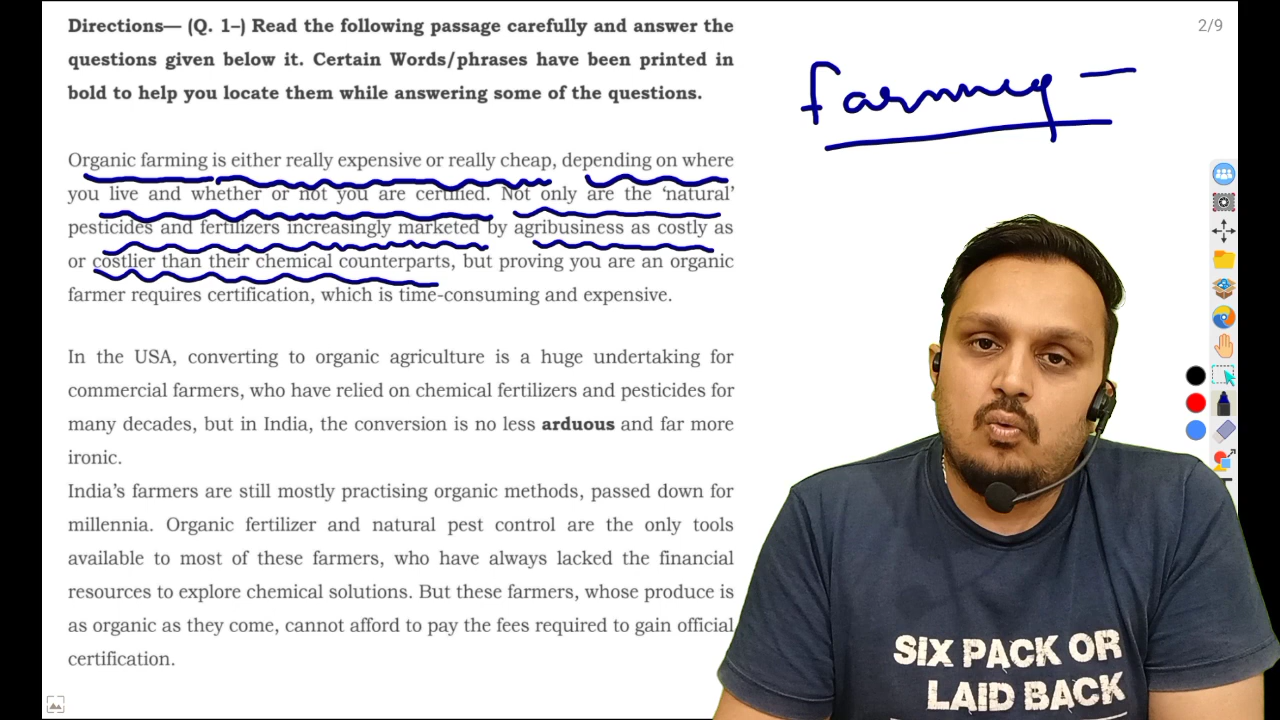 Directions— (Q. 1–) Read the following passage carefully and answer the
questions given below it. Certain Words/phrases have been printed in
bold to help you locate them while answering some of the questions.
2/9
Farming –
Organic farming is either really expensive or really cheap, depending on where
you live and whether or not you are certified. Not only are the ‘natural’
pesticides and fertilizers increasingly marketed by agribusiness as costly as
or costlier than their chemical counterparts, but proving you are an organic
farmer requires certification, which is time-consuming and expensive.
In the USA, converting to organic agriculture is a huge undertaking for
commercial farmers, who have relied on chemical fertilizers and pesticides for
many decades, but in India, the conversion is no less arduous and far more
ironic.
India’s farmers are still mostly practising organic methods, passed down for
millennia. Organic fertilizer and natural pest control are the only tools
available to most of these farmers, who have always lacked the financial
resources to explore chemical solutions. But these farmers, whose produce is
as organic as they come, cannot afford to pay the fees required to gain official
certification.
SIX PACK OR
LAID BACK